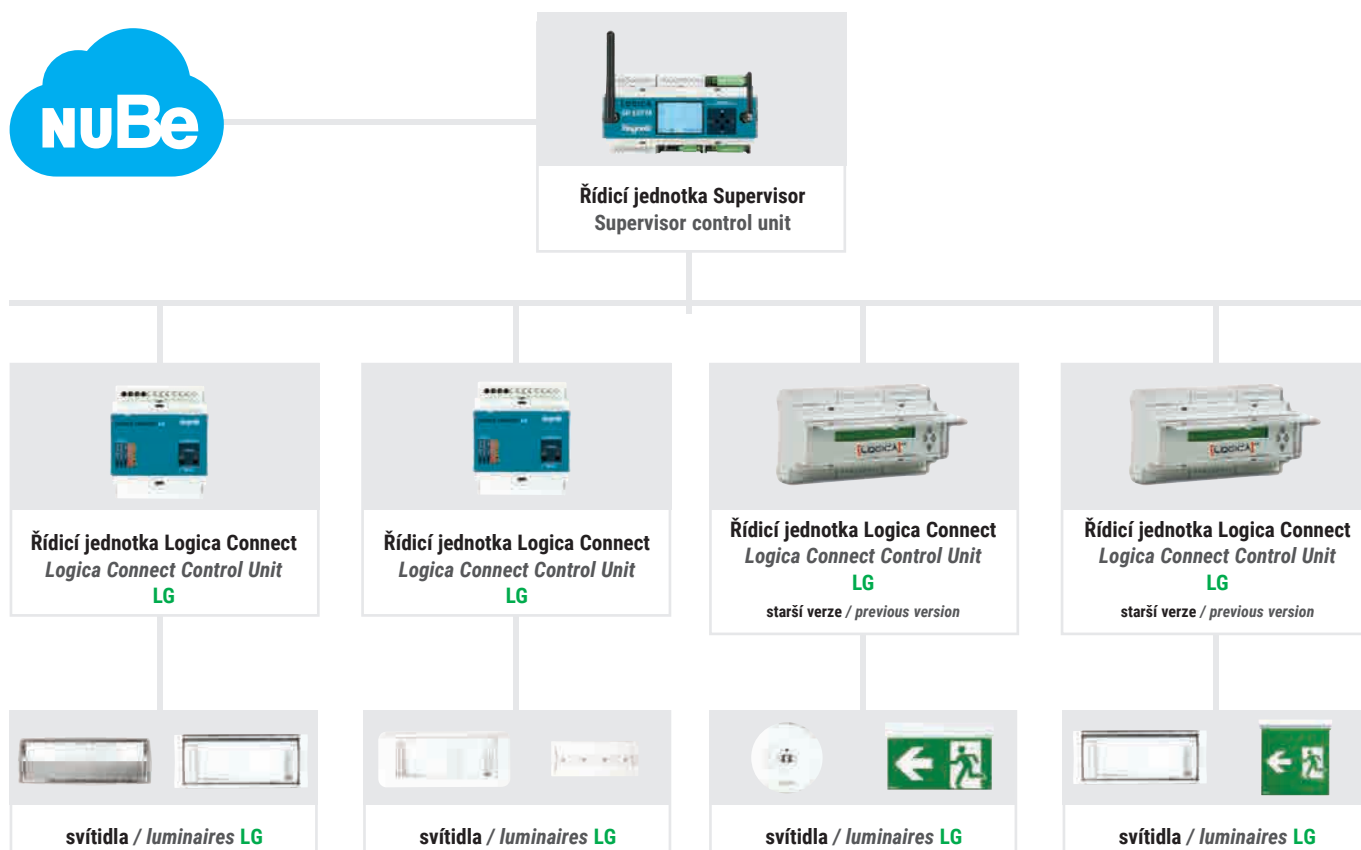 NUBe
LOGICA
Řídicí jednotka Supervisor
Supervisor control unit
Řídicí jednotka Logica Connect
Logica Connect Control Unit
LG
Řídicí jednotka Logica Connect
Logica Connect Control Unit
LG
LOGICA
Řídicí jednotka Logica Connect
Logica Connect Control Unit
LG
starší verze / previous version
LOGICA
Řídicí jednotka Logica Connect
Logica Connect Control Unit
LG
starší verze / previous version
svítidla / luminaires LG
svítidla / luminaires LG
svítidla / luminaires LG
svítidla / luminaires LG